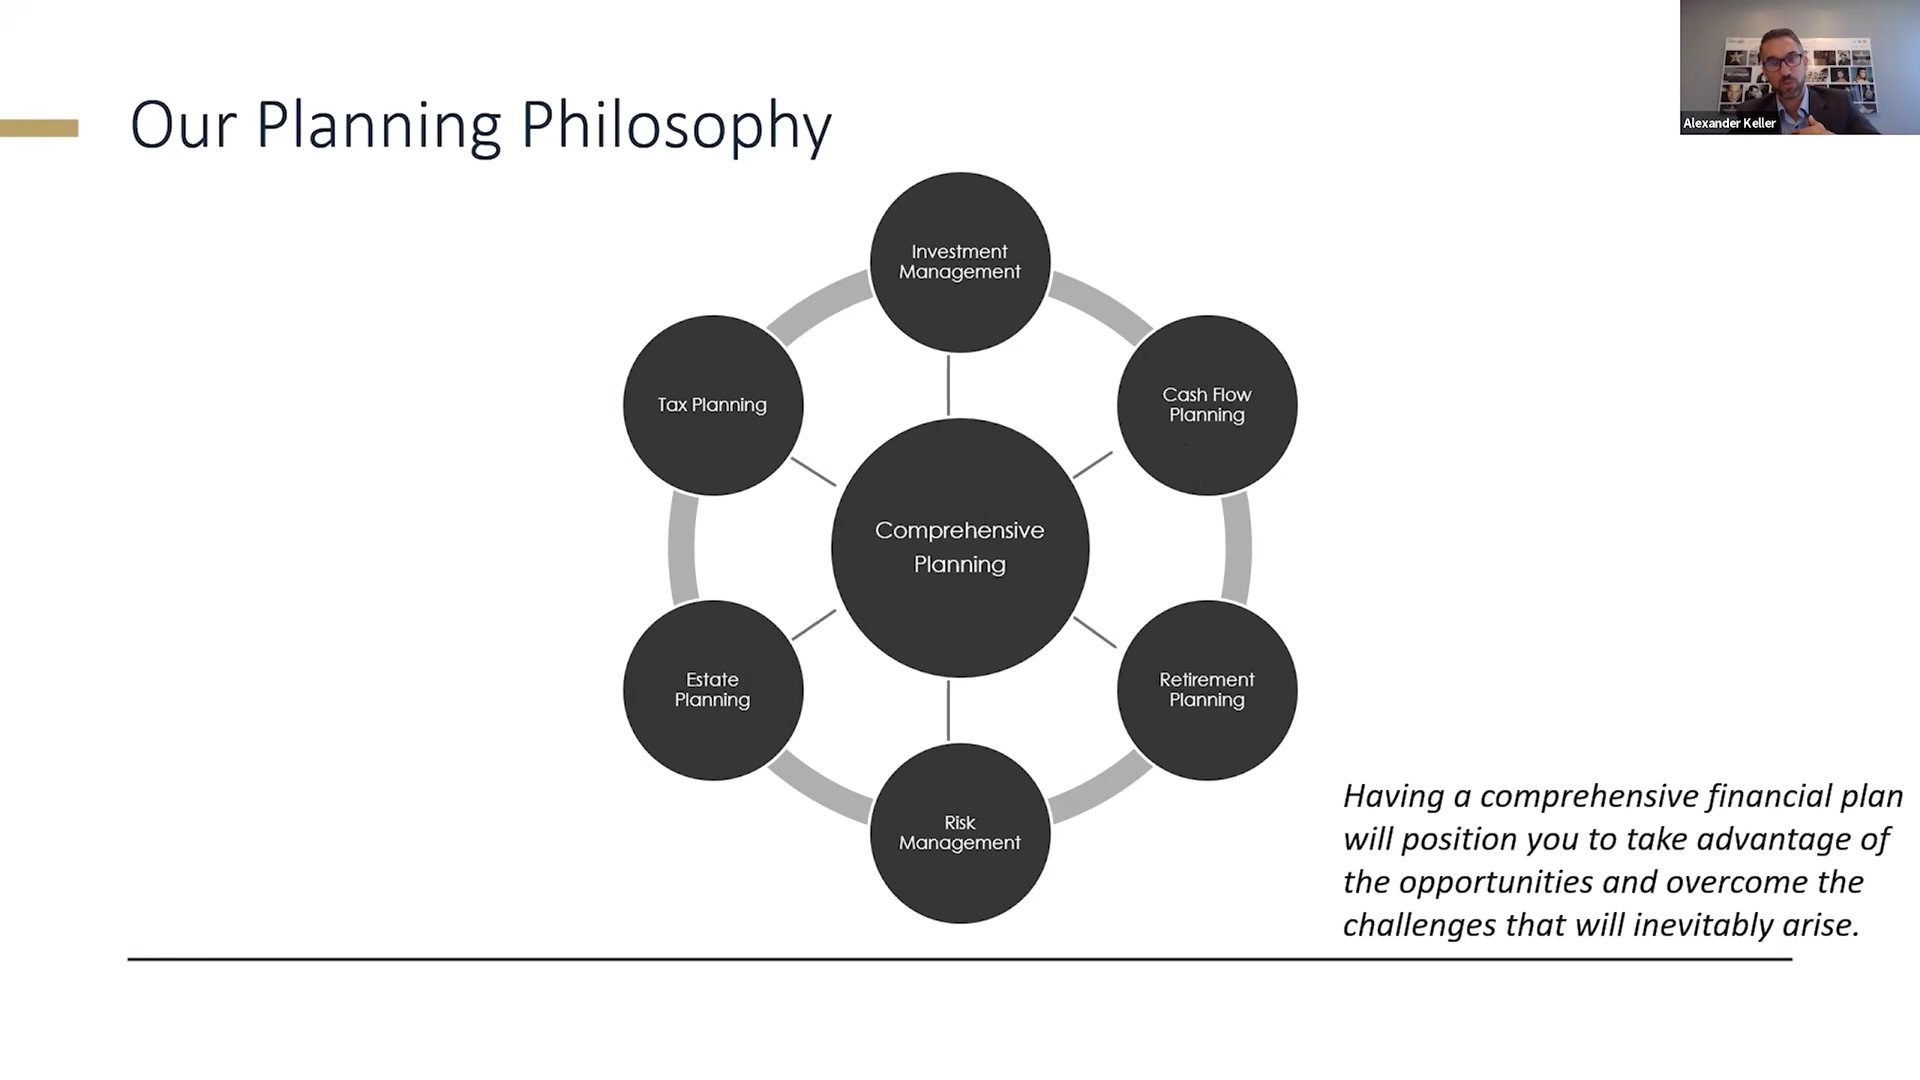 Our Planning Philosophy
Alexander Keller
Investment
Management
Tax Planning
Cash Flow
Planning
Comprehensive
Planning
Estate
Planning
Retirement
Planning
Risk
Management
Having a comprehensive financial plan
will position you to take advantage of
the opportunities and overcome the
challenges that will inevitably arise.